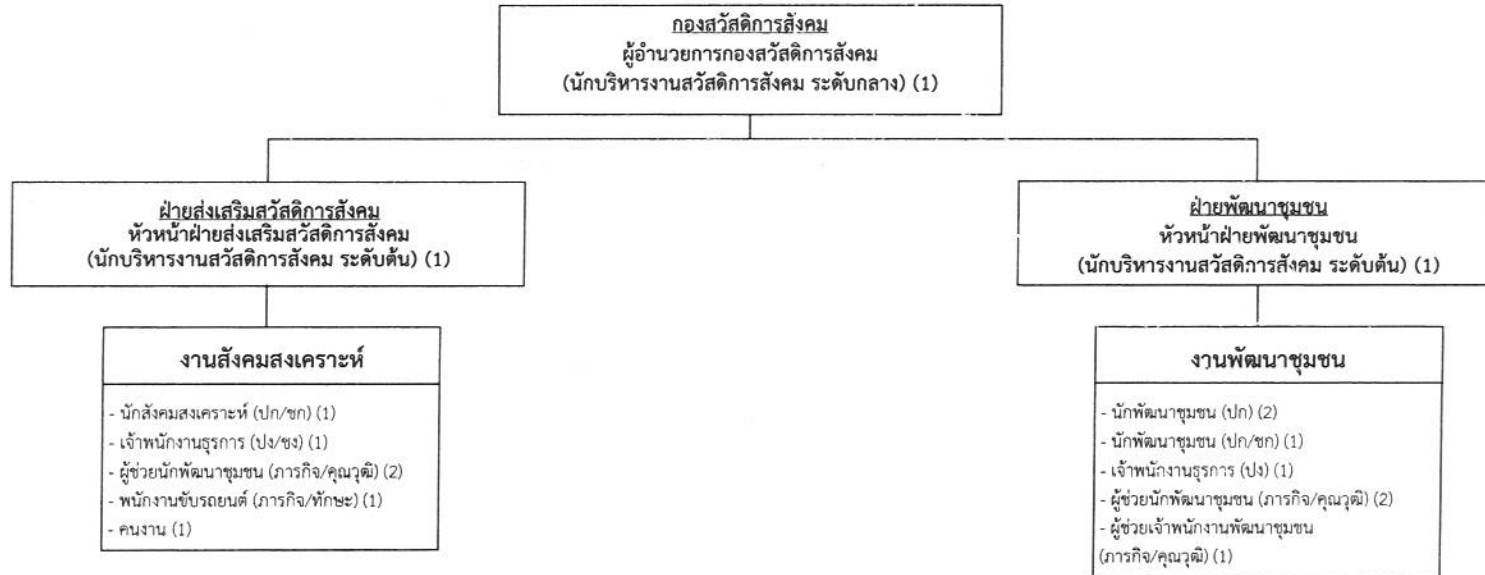 กองสวัสดิการสังคม
ผู้อำนวยการกองสวัสดิการสังคม
(นักบริหารงานสวัสดิการสังคม ระดับกลาง) (1)
ฝ่ายส่งเสริมสวัสดิการสังคม
หัวหน้าฝ่ายส่งเสริมสวัสดิการสังคม
(นักบริหารงานสวัสดิการสังคม ระดับต้น) (1)
งานสังคมสงเคราะห์
- นักสังคมสงเคราะห์ (ปก/ชก) (1)
- เจ้าพนักงานธุรการ (ปง/ชง) (1)
- ผู้ช่วยนักพัฒนาชุมชน (ภารกิจ/คุณวุฒิ) (2)
- พนักงานขับรถยนต์ (ภารกิจ/ทักษะ) (1)
- คนงาน (1)
ฝ่ายพัฒนาชุมชน
หัวหน้าฝ่ายพัฒนาชุมชน
(นักบริหารงานสวัสดิการสังคม ระดับต้น) (1)
งานพัฒนาชุมชน
- นักพัฒนาชุมชน (ปก) (2)
- นักพัฒนาชุมชน (ปก/ชก) (1)
- เจ้าพนักงานธุรการ (ปง) (1)
- ผู้ช่วยนักพัฒนาชุมชน (ภารกิจ/คุณวุฒิ) (2)
- ผู้ช่วยเจ้าพนักงานพัฒนาชุมชน
(ภารกิจ/คุณวุฒิ) (1)